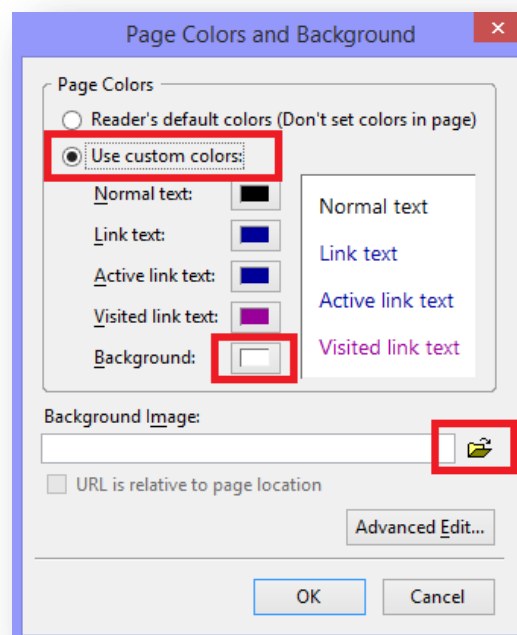 Page Colors and Background
Page Colors
Reader's default colors (Don't set colors in page)
Use custom colors:
Normal text:
Link text:
Active link text:
Visited link text:
Background:
Normal text
Link text
Active link text
Visited link text
Background Image:
URL is relative to page location
Advanced Edit...
OK
Cancel